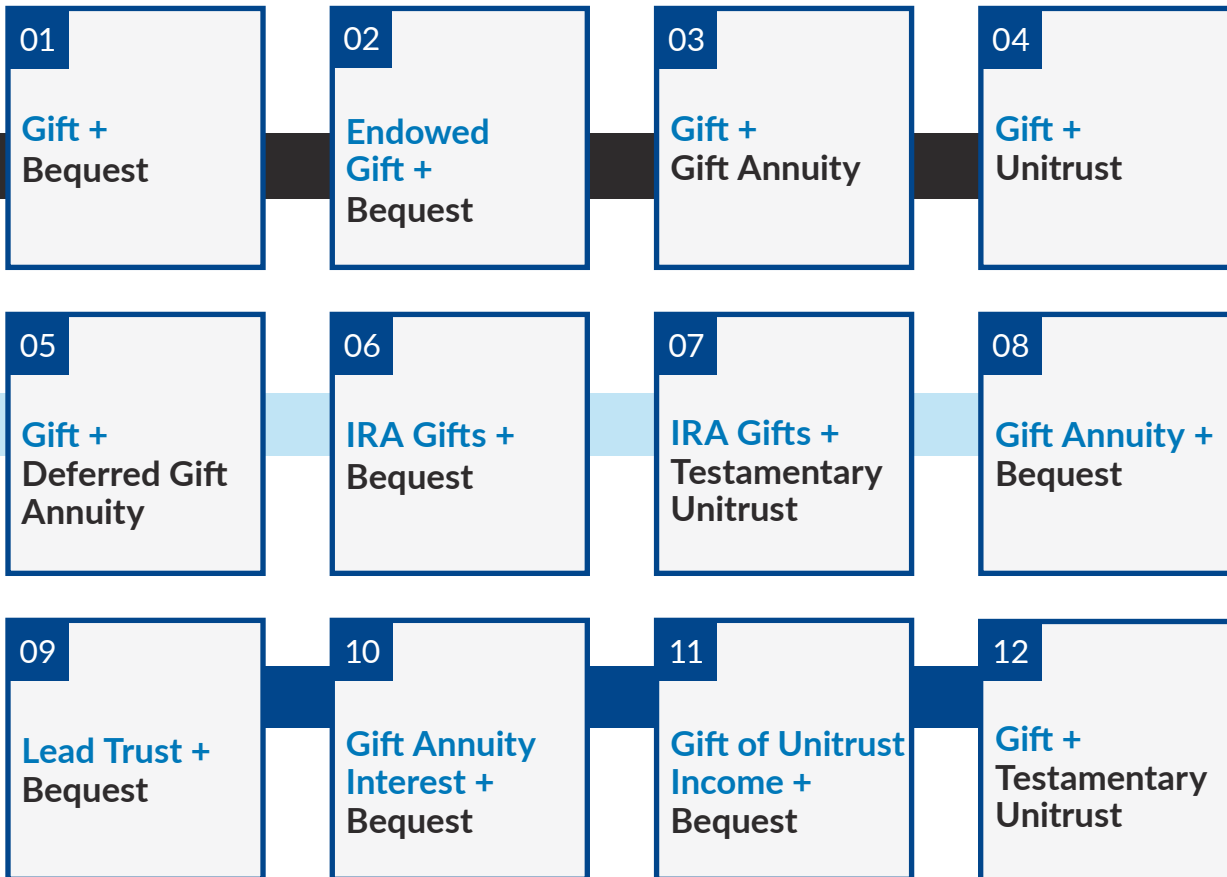 01
Gift +
Bequest
02
Endowed
Gift +
Bequest
03
Gift +
Gift Annuity
04
Gift +
Unitrust
05
Gift +
Deferred Gift
Annuity
06
IRA Gifts +
Bequest
07
IRA Gifts +
Testamentary
Unitrust
08
Gift Annuity +
Bequest
09
Lead Trust +
Bequest
10
Gift Annuity
Interest +
Bequest
11
Gift of Unitrust
Income +
Bequest
12
Gift +
Testamentary
Unitrust